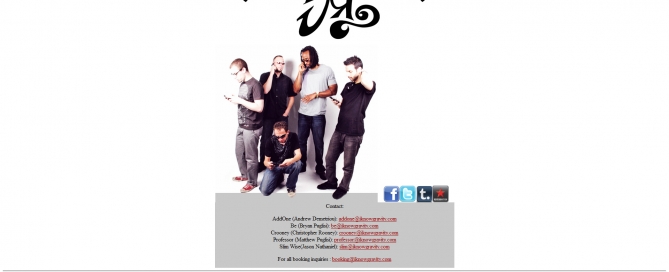 Contact:
AddOne (Andrew Demetriou): addone@iknowgravity.com
Be (Bryan Puglisi): be@iknowgravity.com
Crooney (Christopher Rooney): crooney@iknowgravity.com
Professor (Matthew Puglisi): professor@iknowgravity.com
Slim Wise(Jason Nathaniel): slim@iknowgravity.com
For all booking inquiries : booking@iknowgravity.com